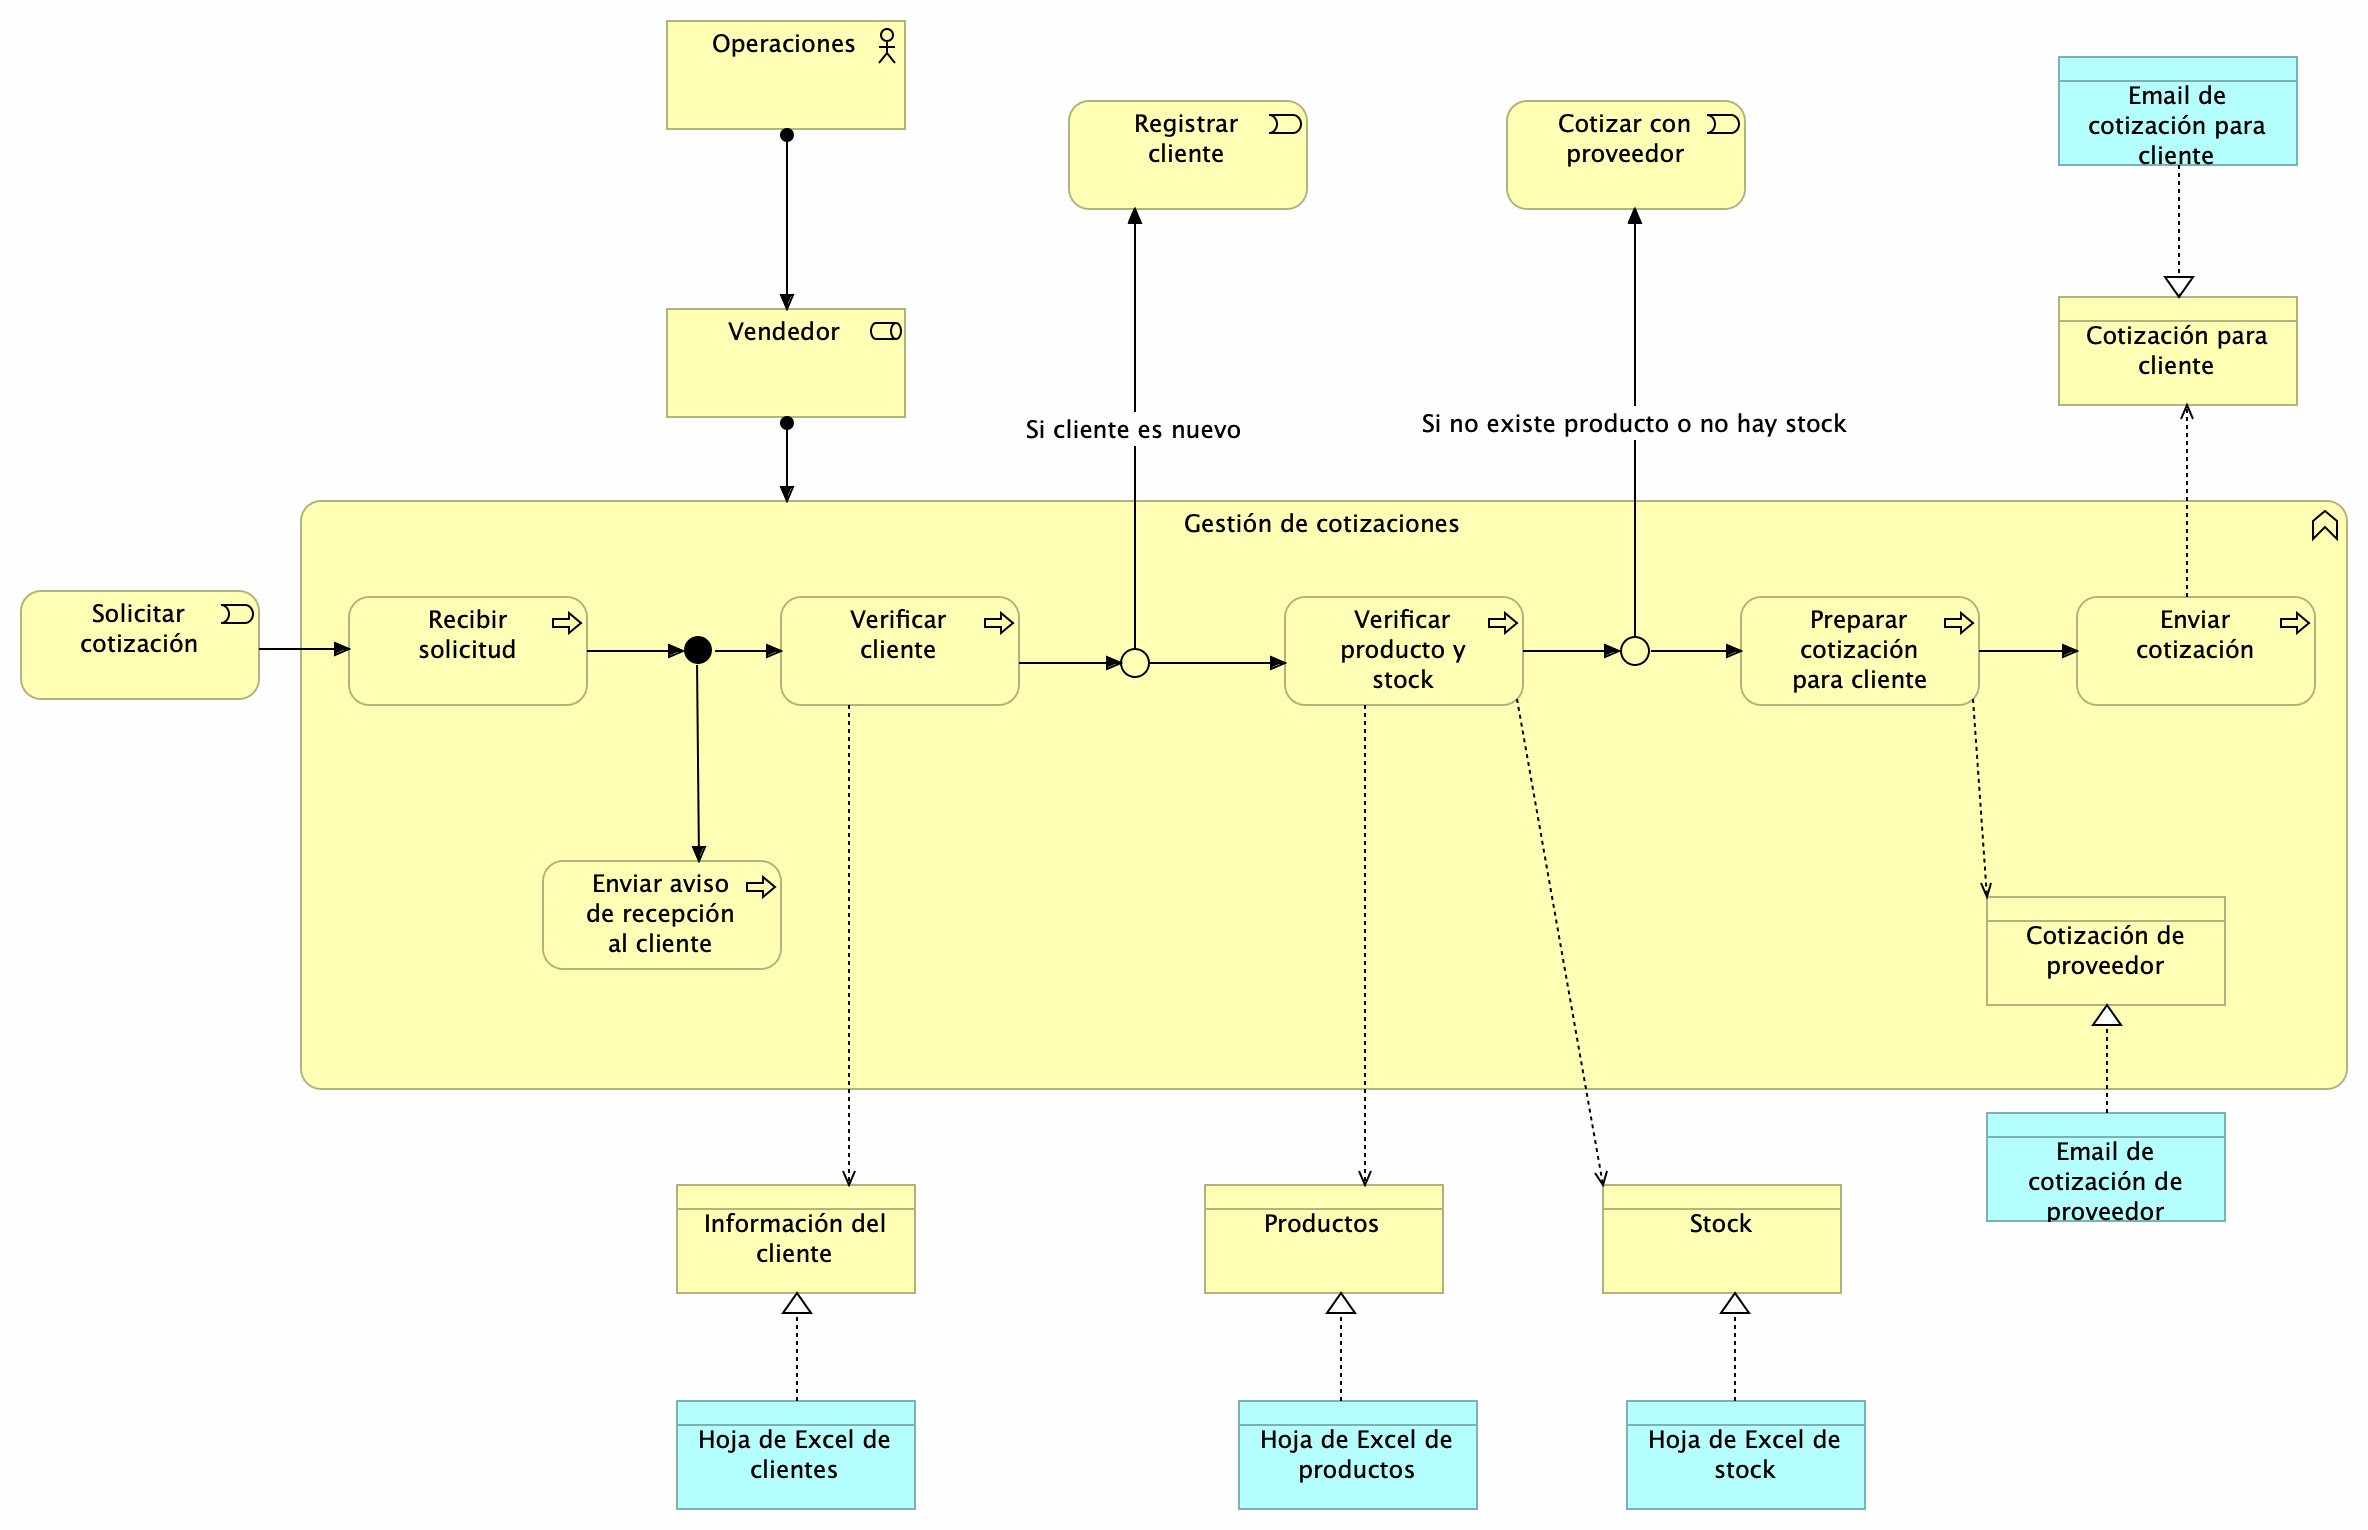 Operaciones
Registrar
cliente
Cotizar con
proveedor
Email de
cotización para
cliente
Vendedor
Cotización para
cliente
Si cliente es nuevo
Si no existe producto o no hay stock
Gestión de cotizaciones
Solicitar
cotización
Recibir
solicitud
Verificar
cliente
Verificar
producto y
stock
Preparar
cotización
para cliente
Enviar
cotización
Enviar aviso
de recepción
al cliente
Cotización de
proveedor
Email de
cotización de
proveedor
Información del
cliente
Productos
Stock
Hoja de Excel de
clientes
Hoja de Excel de
productos
Hoja de Excel de
stock